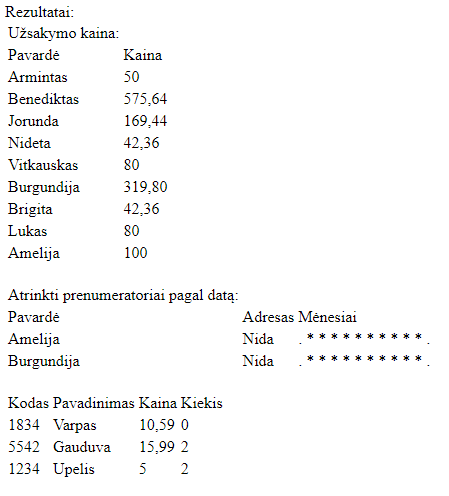 Rezultatai:
Užsakymo kaina:
Pavardė Kaina
Armintas 50
Benediktas 575,64
Jorunda 169,44
Nideta 42,36
Vitkauskas 80
Burgundija 319,80
Brigita 42,36
Lukas 80
Amelija 100
Atrinkti prenumeratoriai pagal datą:
Pavardė Adresas Mėnesiai
Amelija Nida . * * * * * * * * * * .
Burgundija Nida . * * * * * * * * * * .
Kodas Pavadinimas Kaina Kiekis
1834 Varpas 10,59 0
5542 Gauduva 15,99 2
1234 Upelis 5 2